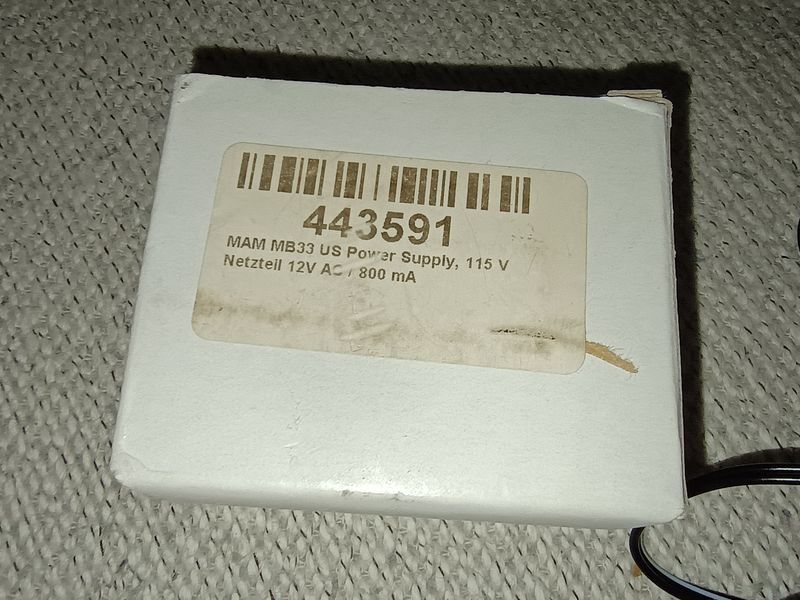 443591
MAM MB33 US Power Supply, 115 V
Netzteil 12V AC / 800 mA